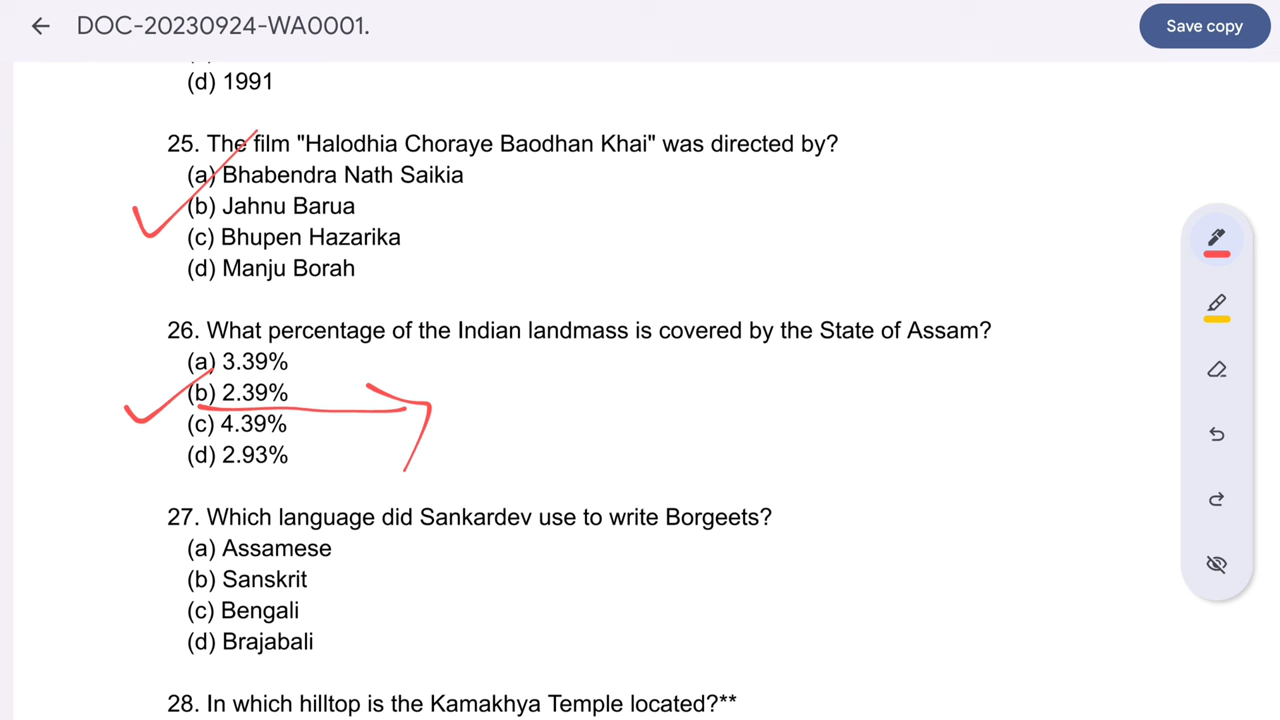 DOC-20230924-WA0001.
Save copy
(d) 1991
25. The film "Halodhia Choraye Baodhan Khai" was directed by?
(a) Bhabendra Nath Saikia
(b) Jahnu Barua
(c) Bhupen Hazarika
(d) Manju Borah
26. What percentage of the Indian landmass is covered by the State of Assam?
(a) 3.39%
(b) 2.39%
(c) 4.39%
(d) 2.93%
27. Which language did Sankardev use to write Borgeets?
(a) Assamese
(b) Sanskrit
(c) Bengali
(d) Brajabali
28. In which hilltop is the Kamakhya Temple located?**